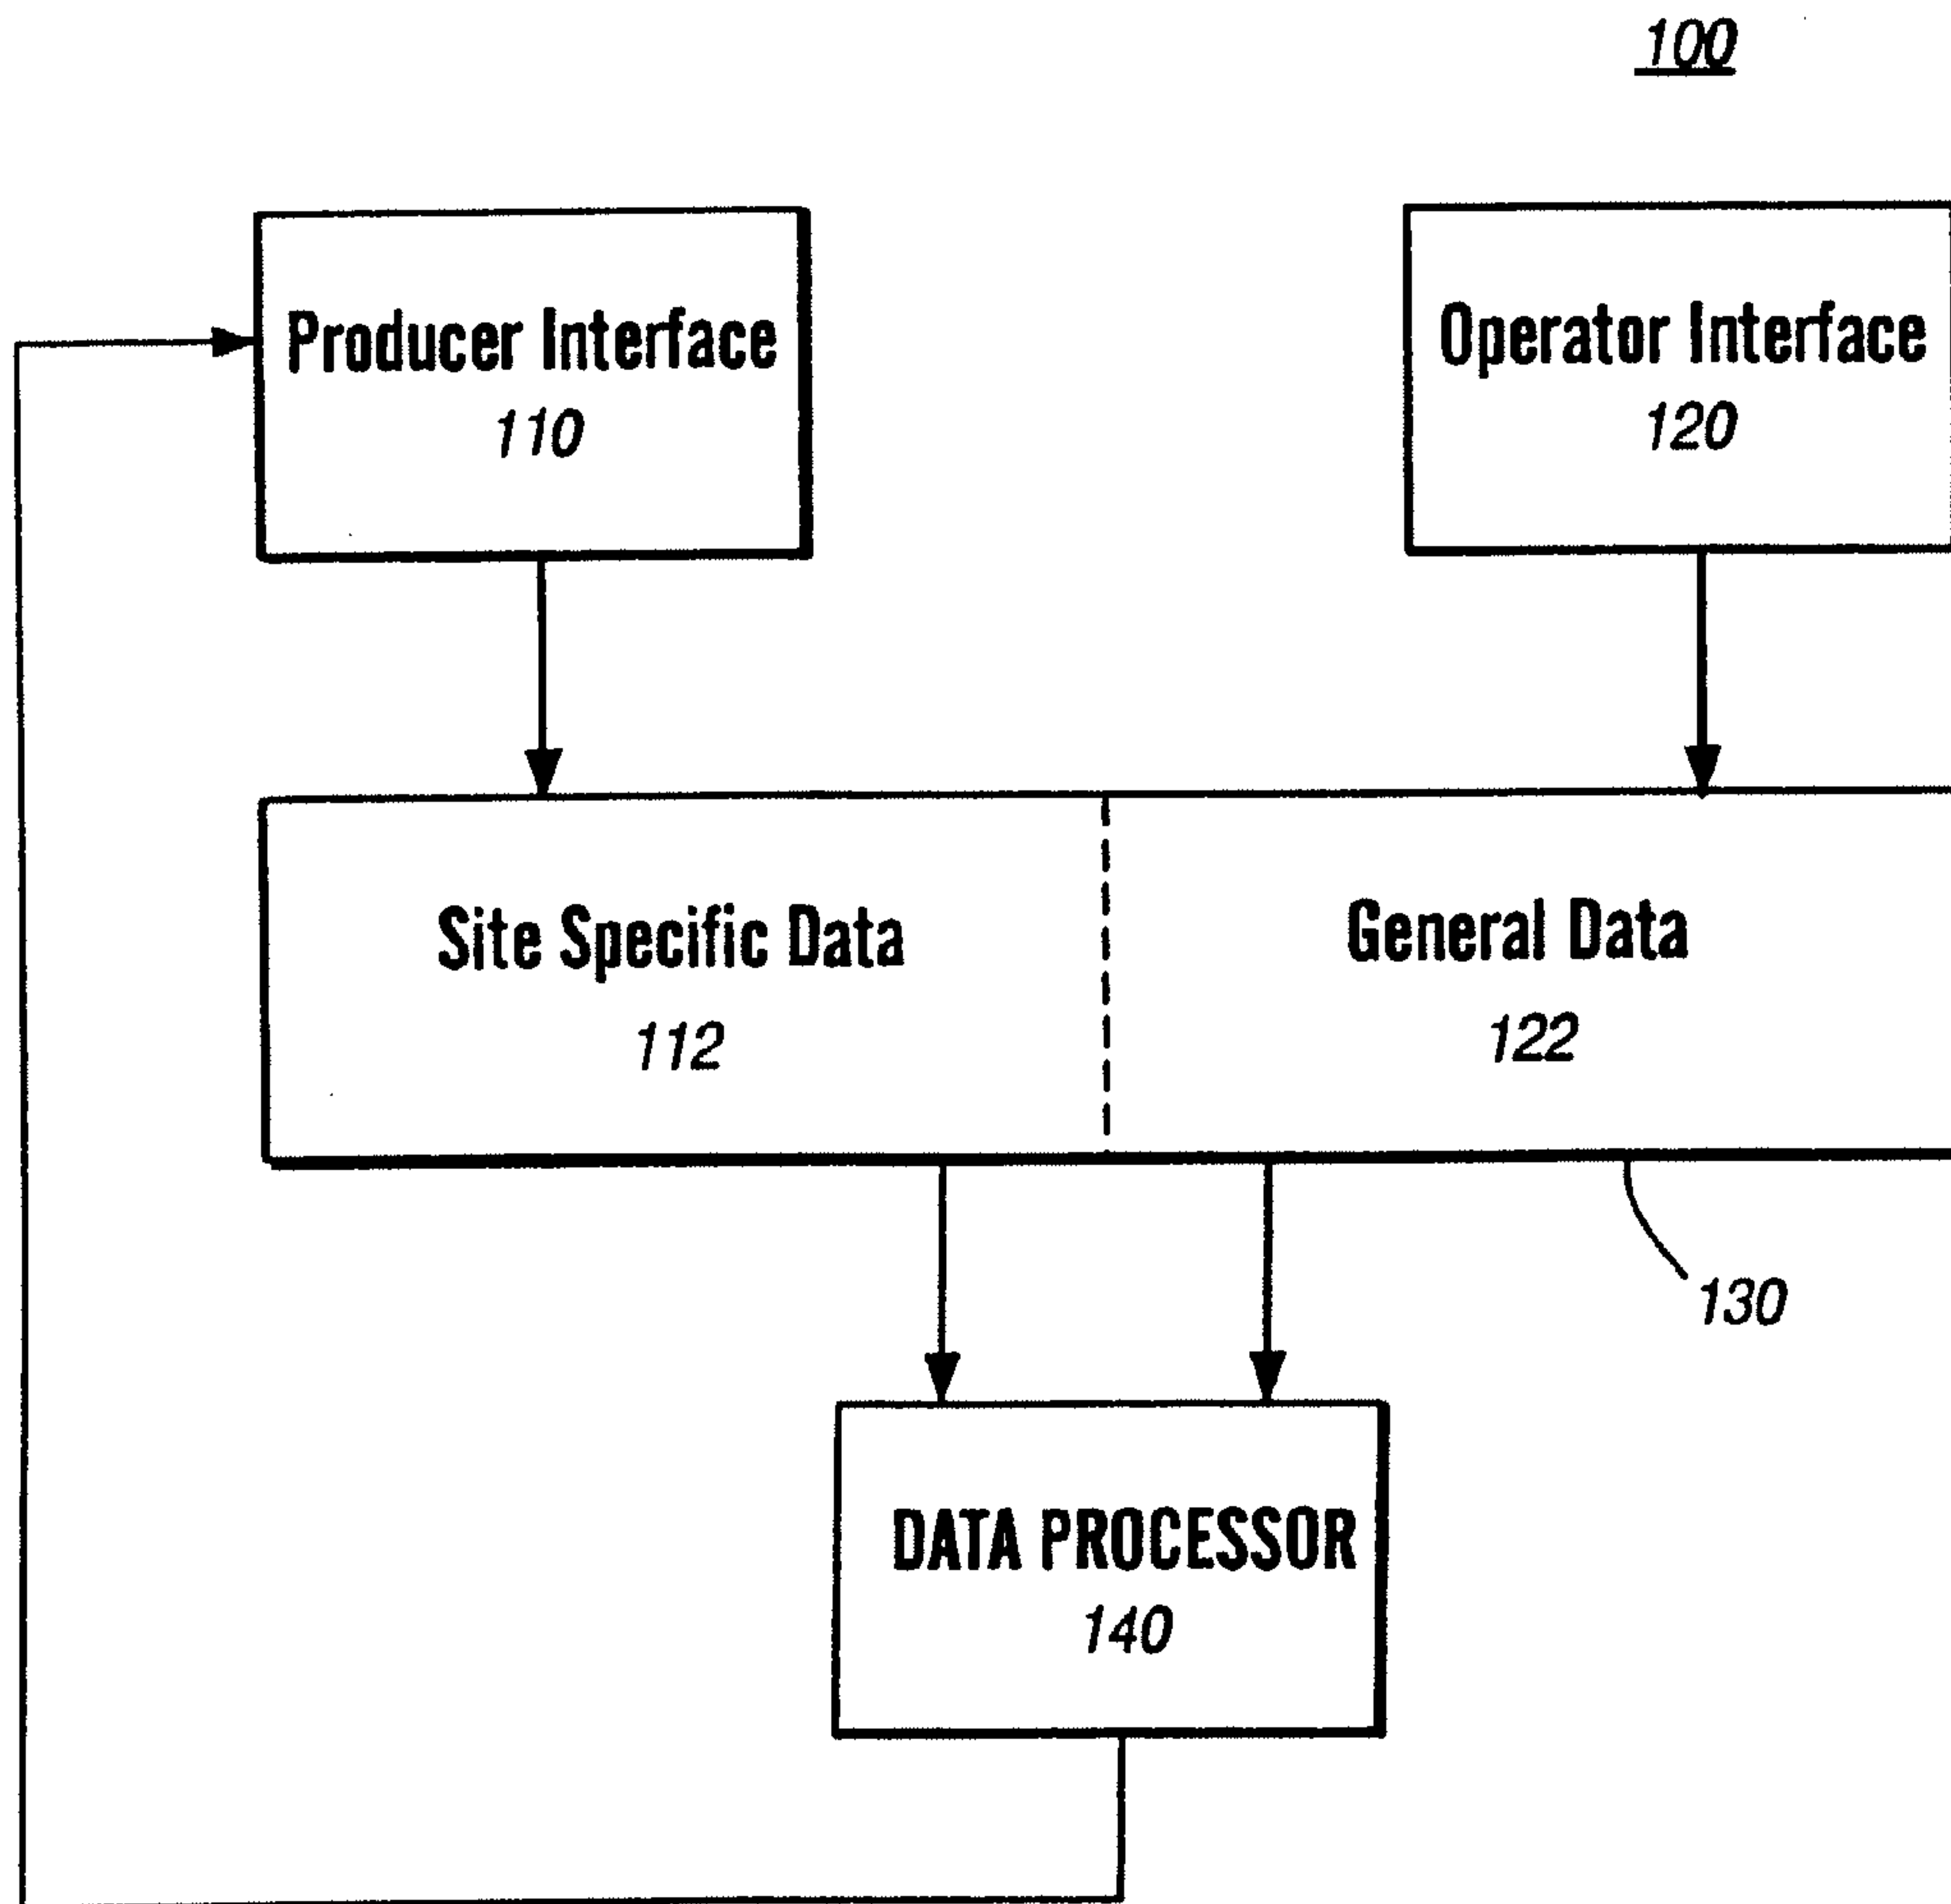 100
Producer Interface
110
Operator Interface
120
Site Specific Data
112
General Data
122
130
DATA PROCESSOR
140